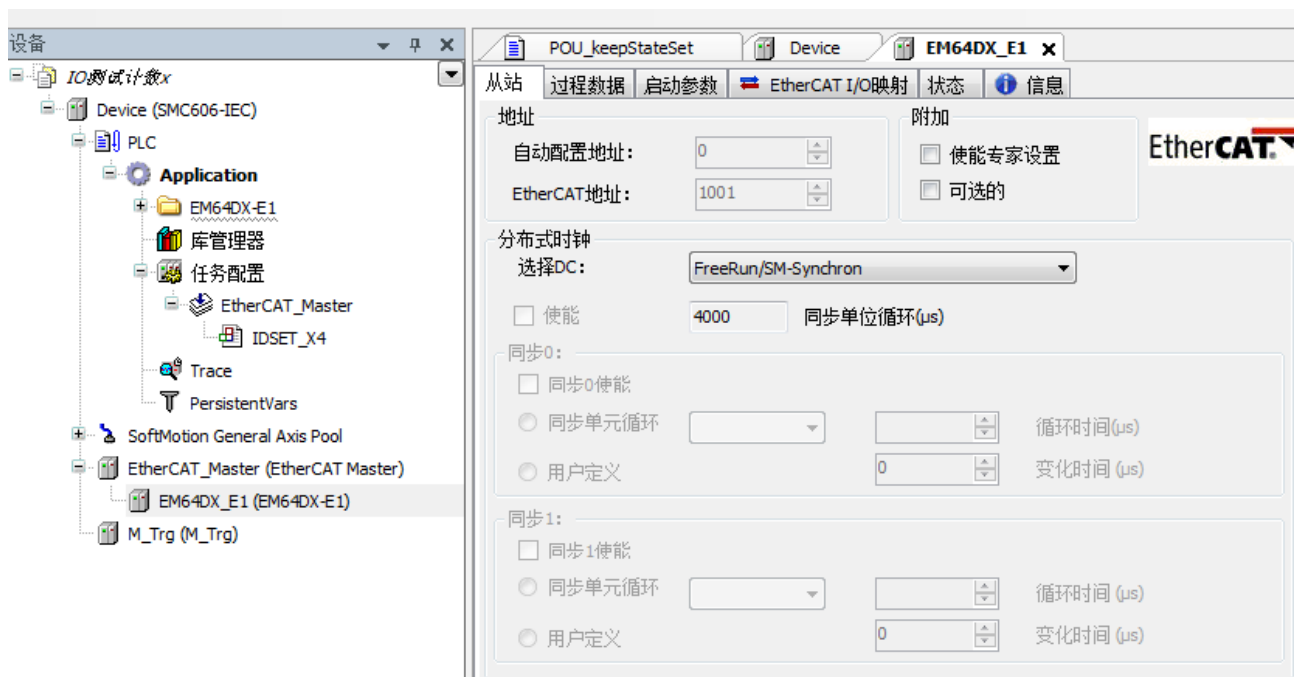 设备
IO测试计数x
Device (SMC606-IEC)
PLC
Application
EM64DX-E1
库管理器
任务配置
EtherCAT_Master
IDSET_X4
Trace
PersistentVars
SoftMotion General Axis Pool
EtherCAT_Master (EtherCAT Master)
EM64DX_E1 (EM64DX-E1)
M_Trg (M_Trg)
POU_keepStateSet Device EM64DX_E1
从站 过程数据 启动参数 EtherCAT I/O映射 状态 信息
地址 附加
自动配置地址: 0 使能专家设置
EtherCAT地址: 1001 可选的
EtherCAT.
分布式时钟
选择DC: FreeRun/SM-Synchron
使能 4000 同步单位循环(µs)
同步0:
同步0使能
同步单元循环 循环时间(µs)
用户定义 0 变化时间 (µs)
同步1:
同步1使能
同步单元循环 循环时间 (µs)
用户定义 0 变化时间 (µs)